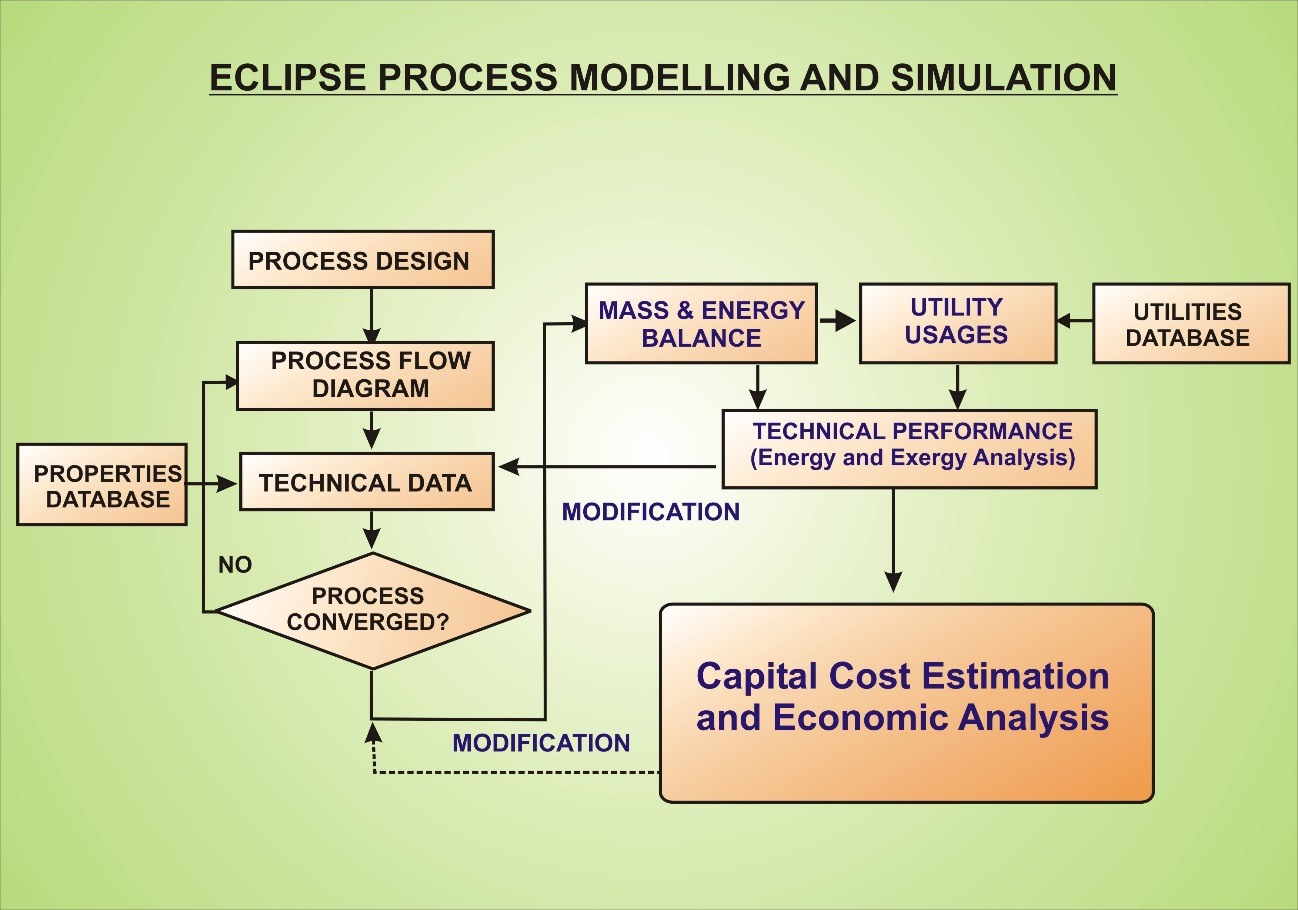 ECLIPSE PROCESS MODELLING AND SIMULATION
PROCESS DESIGN
PROCESS FLOW
DIAGRAM
PROPERTIES
DATABASE
TECHNICAL DATA
NO
PROCESS
CONVERGED?
MASS & ENERGY
BALANCE
UTILITY
USAGES
UTILITIES
DATABASE
TECHNICAL PERFORMANCE
(Energy and Exergy Analysis)
MODIFICATION
Capital Cost Estimation
and Economic Analysis
MODIFICATION